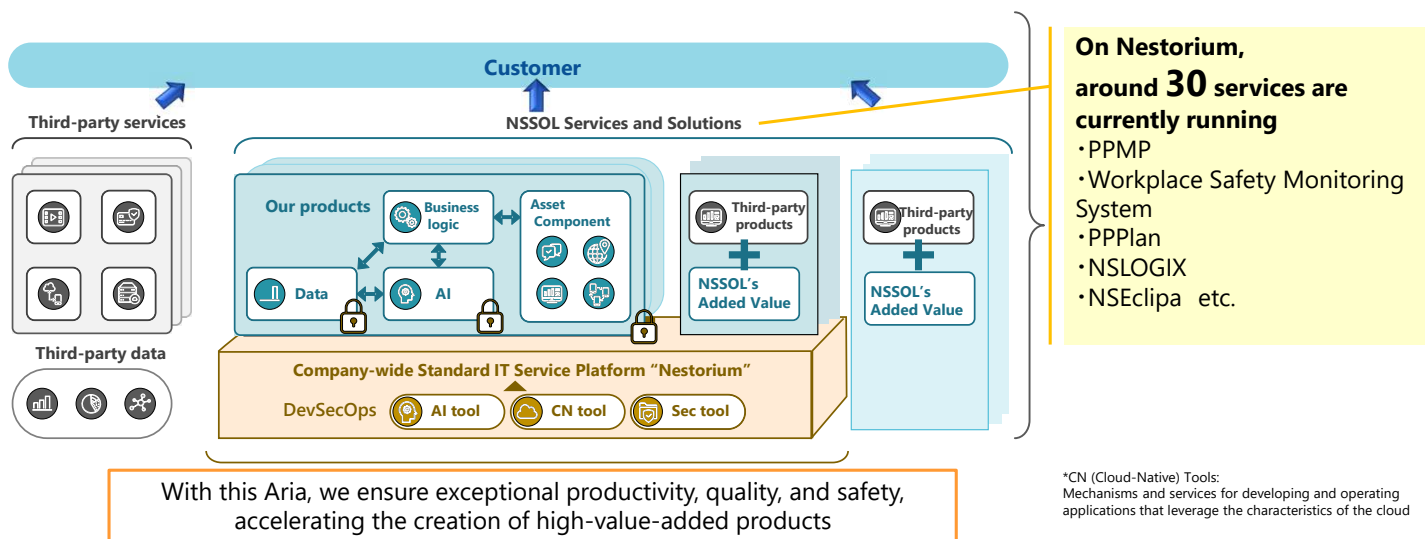 Customer
Third-party services
NSSOL Services and Solutions
Our products
Business
logic
Asset
Component
Data
AI
Third-party
products
NSSOL's
Added Value
Third-party
products
NSSOL's
Added Value
Third-party data
Company-wide Standard IT Service Platform “Nestorium”
DevSecOps
AI tool
CN tool
Sec tool
With this Aria, we ensure exceptional productivity, quality, and safety,
accelerating the creation of high-value-added products
On Nestorium,
around 30 services are
currently running
・PPMP
・Workplace Safety Monitoring
System
・PPPlan
・NSLOGIX
・NSEclipa etc.
*CN (Cloud-Native) Tools:
Mechanisms and services for developing and operating
applications that leverage the characteristics of the cloud